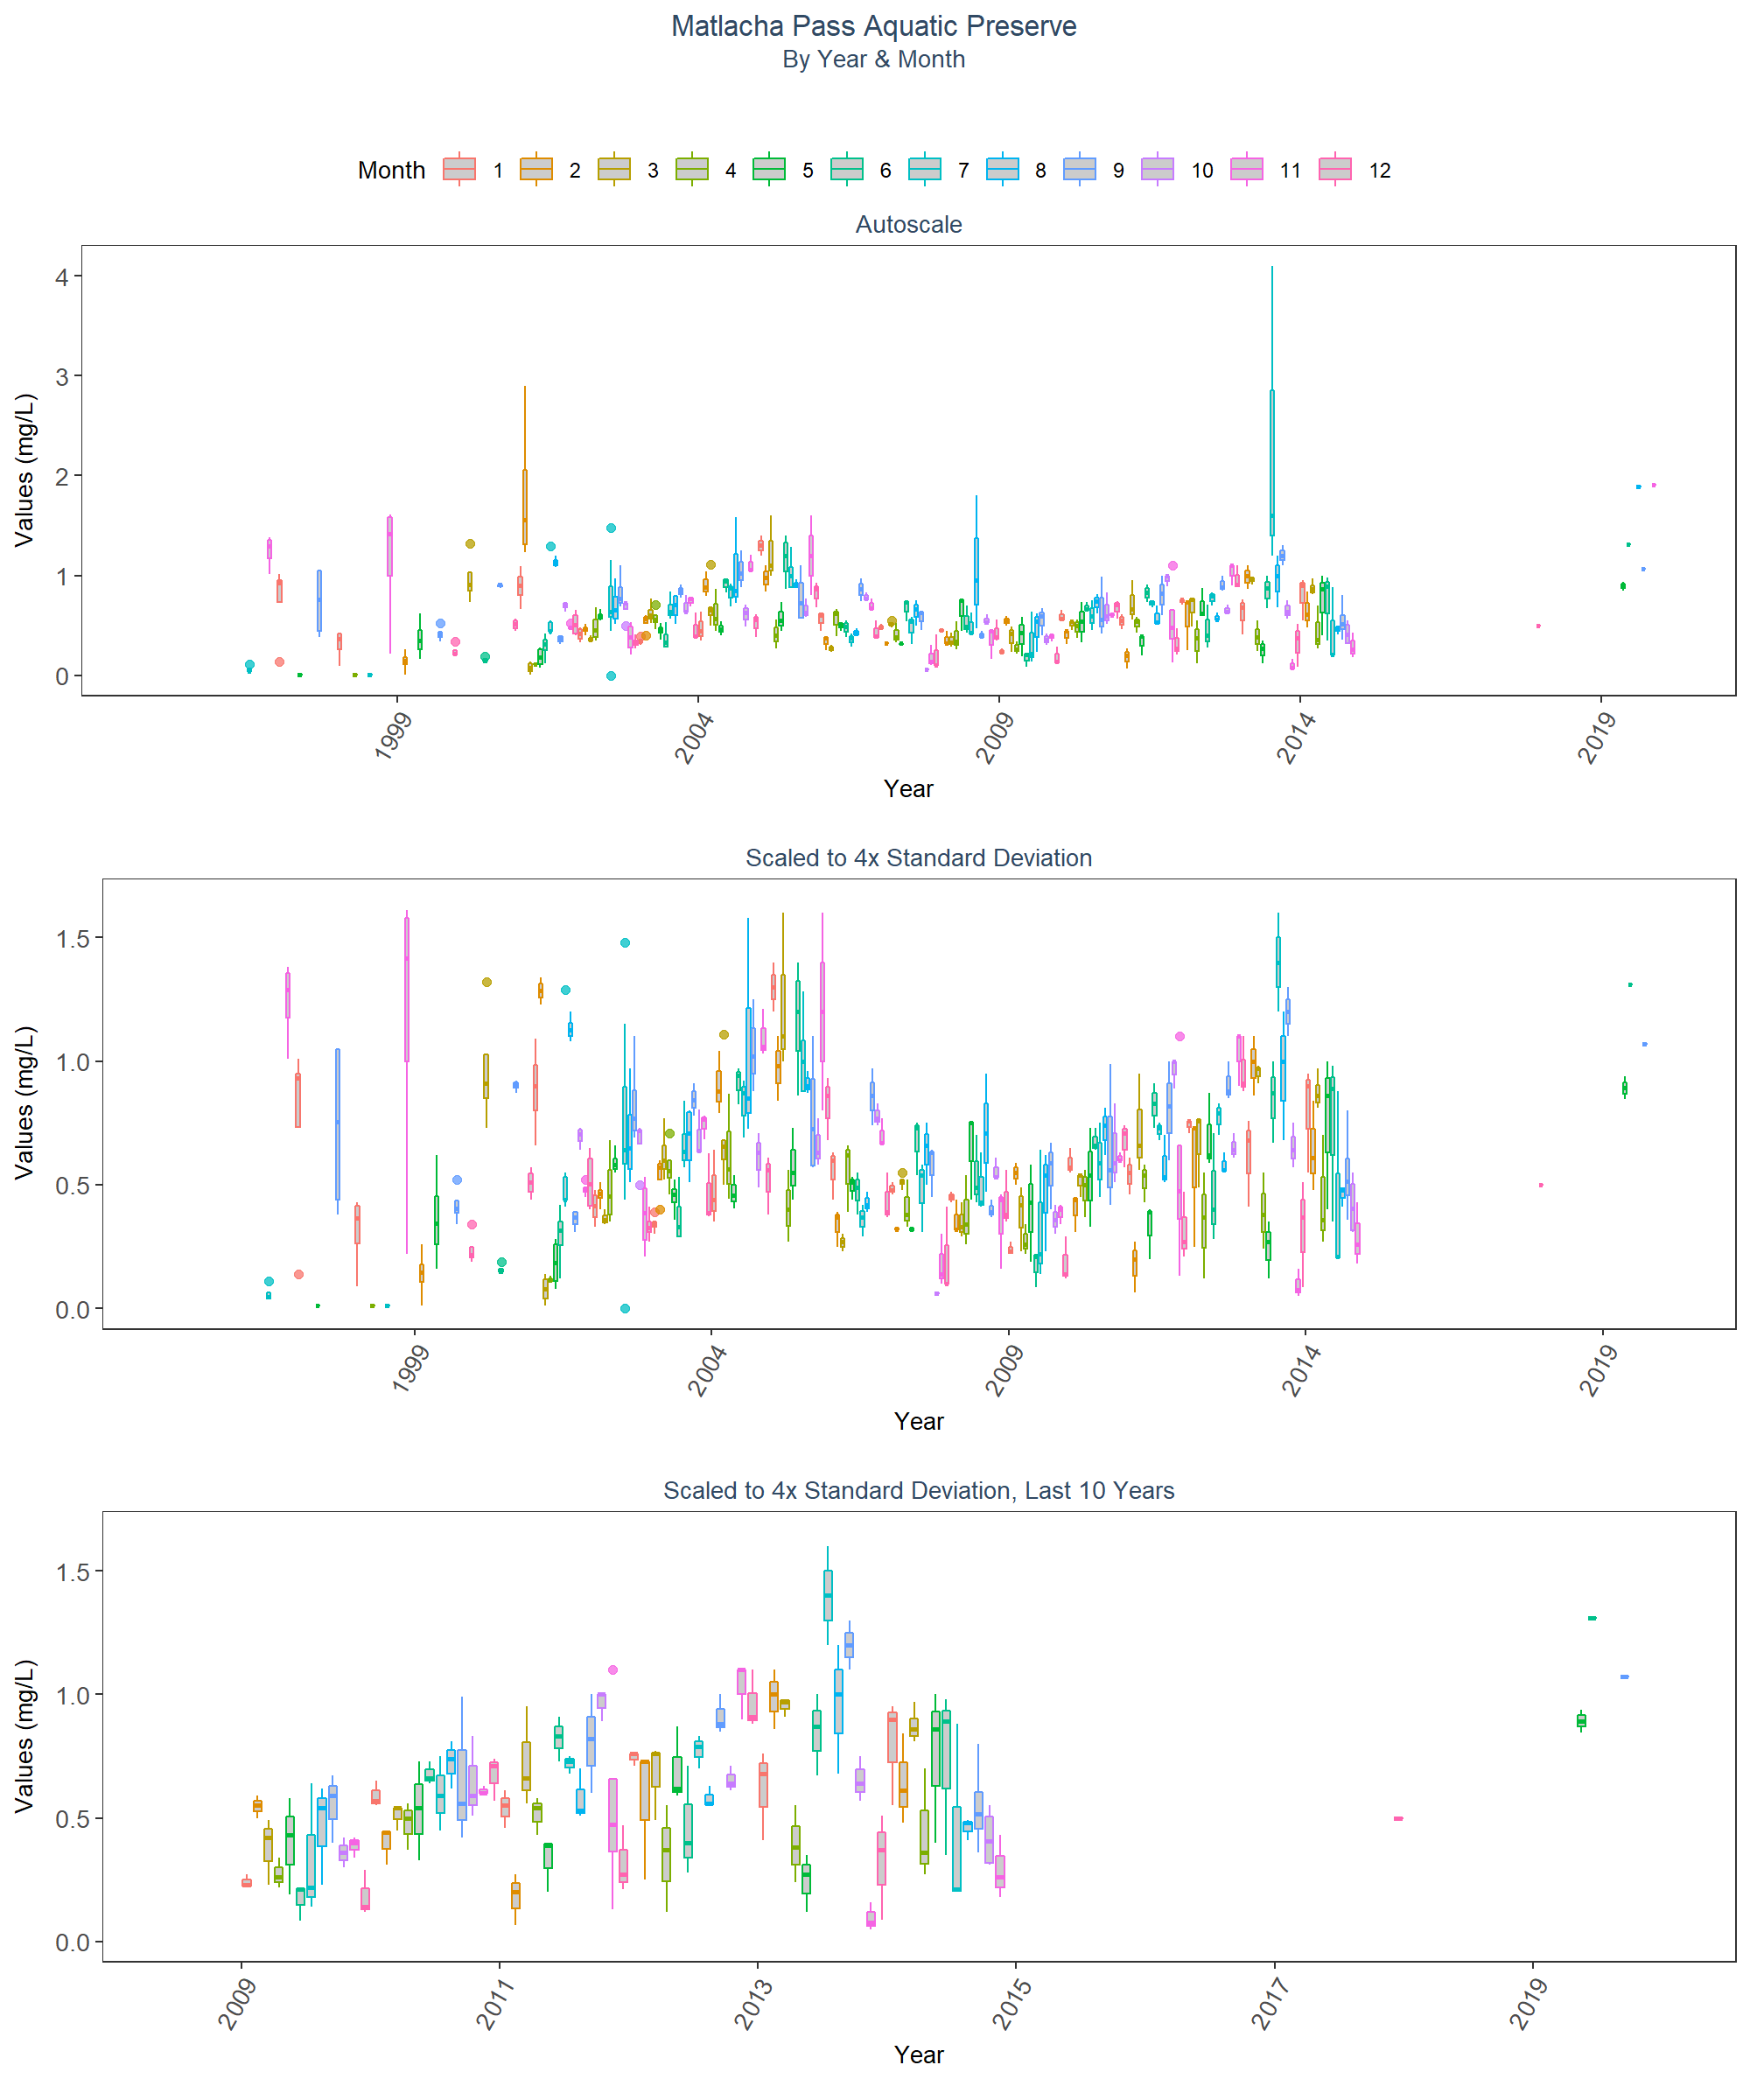 Matlacha Pass Aquatic Preserve
By Year & Month
Month 1 2 3 4 5 6 7 8 9 10 11 12
Autoscale
Values (mg/L)
4
3
2
1
0
1999 2004 2009 2014 2019
Year
Scaled to 4x Standard Deviation
Values (mg/L)
1.5
1.0
0.5
0.0
1999 2004 2009 2014 2019
Year
Scaled to 4x Standard Deviation, Last 10 Years
Values (mg/L)
1.5
1.0
0.5
0.0
2009 2011 2013 2015 2017 2019
Year